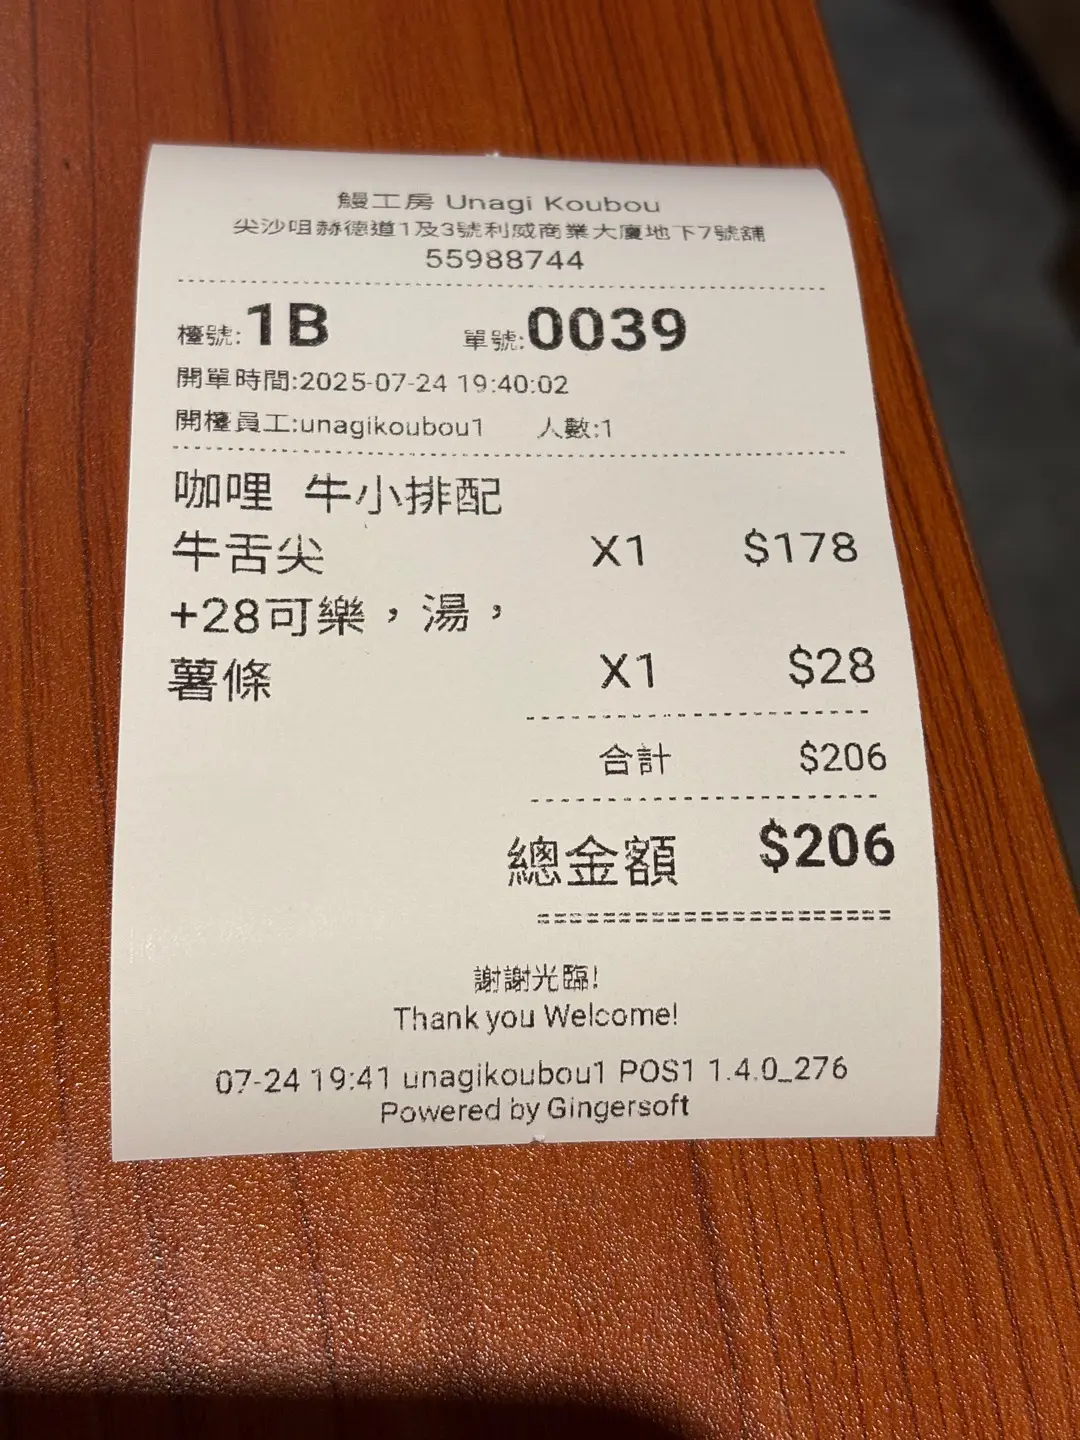 鰻工房 Unagi Koubou
尖沙咀赫德道1及3號利威商業大廈地下7號舖
55988744
檯號:1B 單號:0039
開單時間:2025-07-24 19:40:02
開檯員工:unagikoubou1 人數:1
咖哩 牛小排配
牛舌尖 X1 $178
+28可樂，湯，
薯條 X1 $28
合計 $206
總金額 $206
謝謝光臨!
Thank you Welcome!
07-24 19:41 unagikoubou1 POS1 1.4.0_276
Powered by Gingersoft